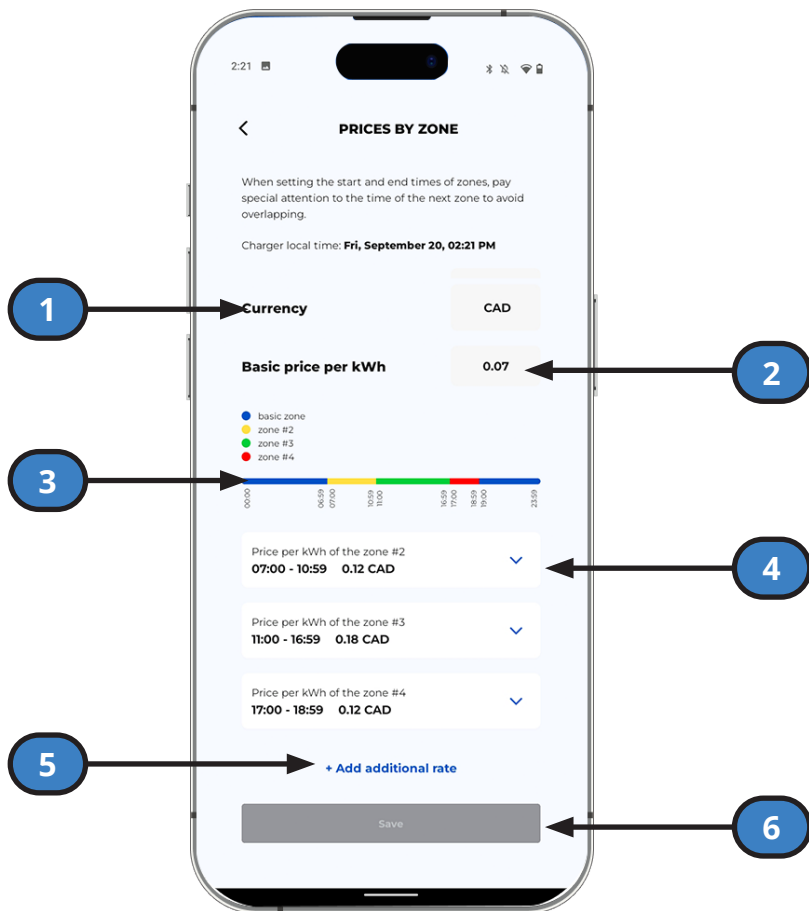 2:21
PRICES BY ZONE
When setting the start and end times of zones, pay
special attention to the time of the next zone to avoid
overlapping.
Charger local time: Fri, September 20, 02:21 PM
1
Currency
CAD
Basic price per kWh
0.07
2
basic zone
zone #2
zone #3
zone #4
3
00:00
06:59
07:00
10:59
11:00
16:59
17:00
18:59
19:00
23:59
Price per kWh of the zone #2
07:00 - 10:59 0.12 CAD
4
Price per kWh of the zone #3
11:00 - 16:59 0.18 CAD
Price per kWh of the zone #4
17:00 - 18:59 0.12 CAD
5
+ Add additional rate
Save
6